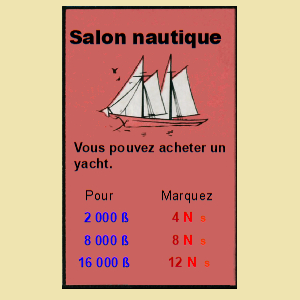 Salon nautique
Vous pouvez acheter un
yacht.
Pour Marquez
2 000 ß 4 N s
8 000 ß 8 N s
16 000 ß 12 N s